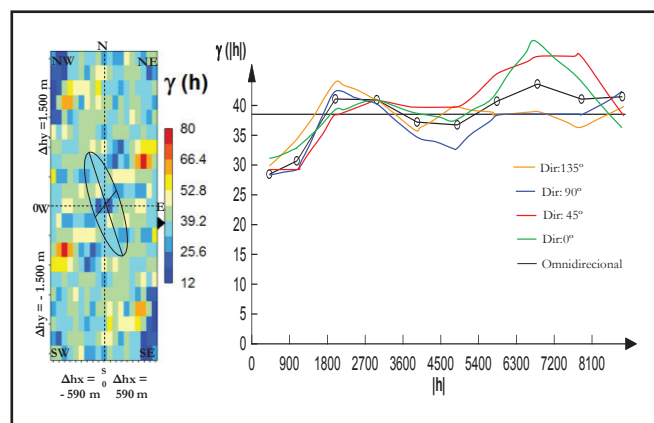 N
NW
NE
γ (h)
80
66.4
52.8
39.2
25.6
12
Δhy =1.500 m
0W
E
Δhy = - 1.500 m
SW
SE
S
0
Δhx =
- 590 m
Δhx =
590 m
γ (|h|)
40
35
30
25
20
15
10
5
0
0
900
1800
2700
3600
4500
5400
6300
7200
8100
|h|
Dir:135º
Dir: 90º
Dir: 45º
Dir:0º
Omnidirecional